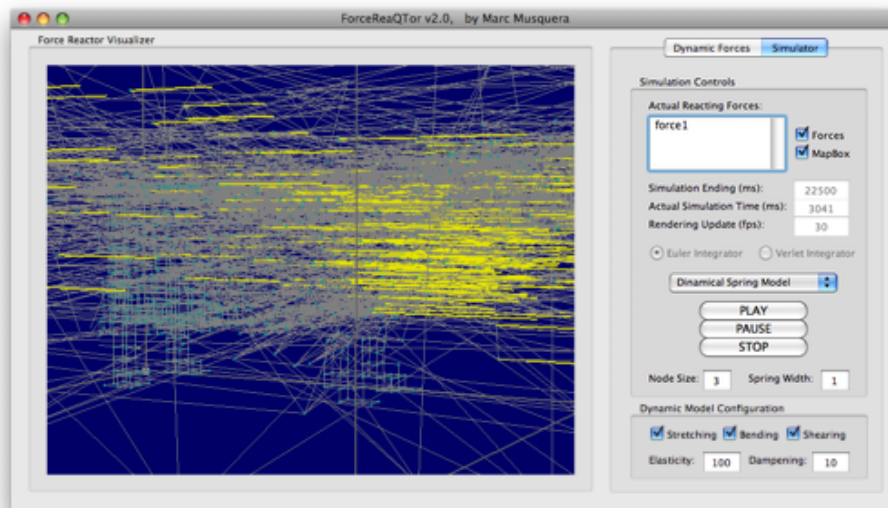 ForceReaQTor v2.0, by Marc Musquera
Force Reactor Visualizer
Dynamic Forces Simulator
Simulation Controls
Actual Reacting Forces:
force1
Forces
MapBox
Simulation Ending (ms): 22500
Actual Simulation Time (ms): 3041
Rendering Update (fps): 30
Euler Integrator Verlet Integrator
Dinamical Spring Model
PLAY
PAUSE
STOP
Node Size: 3 Spring Width: 1
Dynamic Model Configuration
Stretching Bending Shearing
Elasticity: 100 Dampening: 10